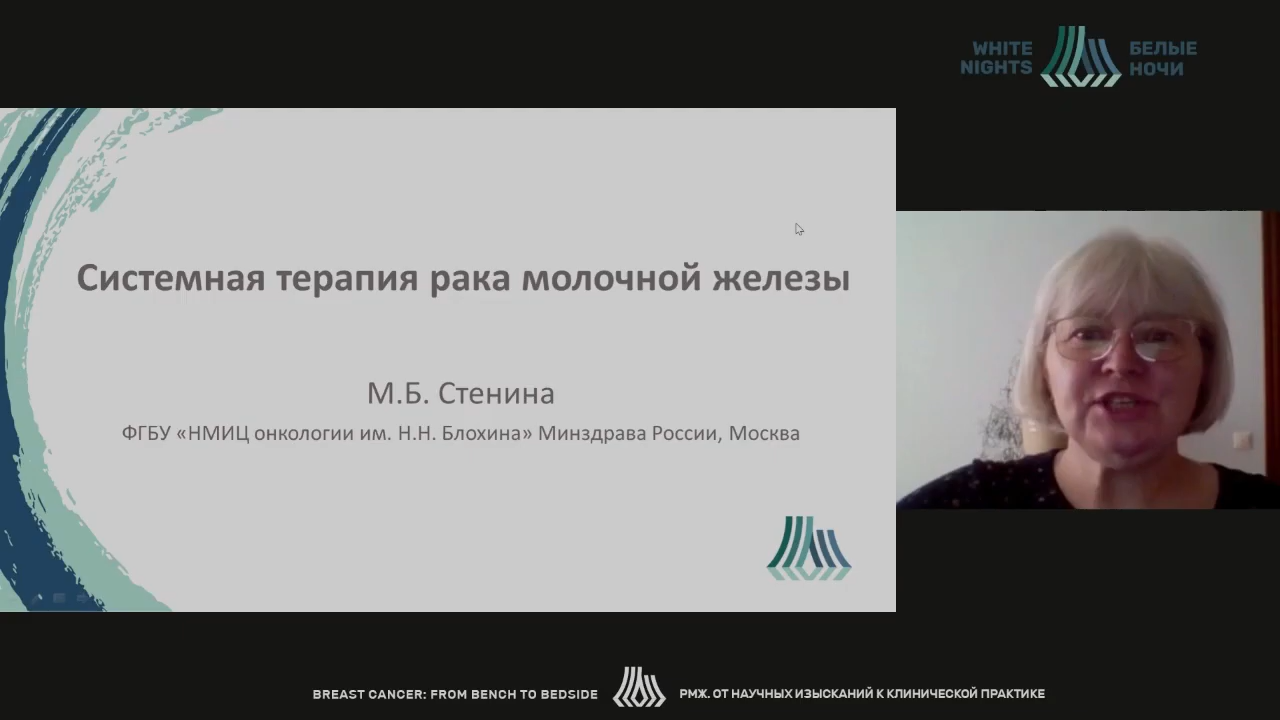 WHITE
NIGHTS
БЕЛЫЕ
НОЧИ
Системная терапия рака молочной железы
М.Б. Стенина
ФГБУ «НМИЦ онкологии им. Н.Н. Блохина» Минздрава России, Москва
BREAST CANCER: FROM BENCH TO BEDSIDE
РМЖ. ОТ НАУЧНЫХ ИЗЫСКАНИЙ К КЛИНИЧЕСКОЙ ПРАКТИКЕ